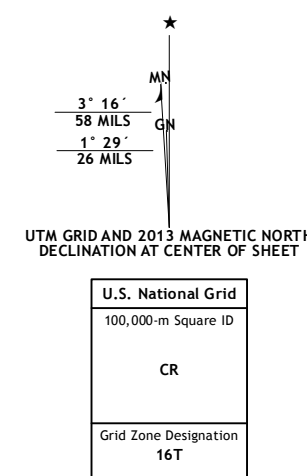 ★
MN
3° 16´
58 MILS
GN
1° 29´
26 MILS
UTM GRID AND 2013 MAGNETIC NORTH
DECLINATION AT CENTER OF SHEET
U.S. National Grid
100,000-m Square ID
CR
Grid Zone Designation
16T